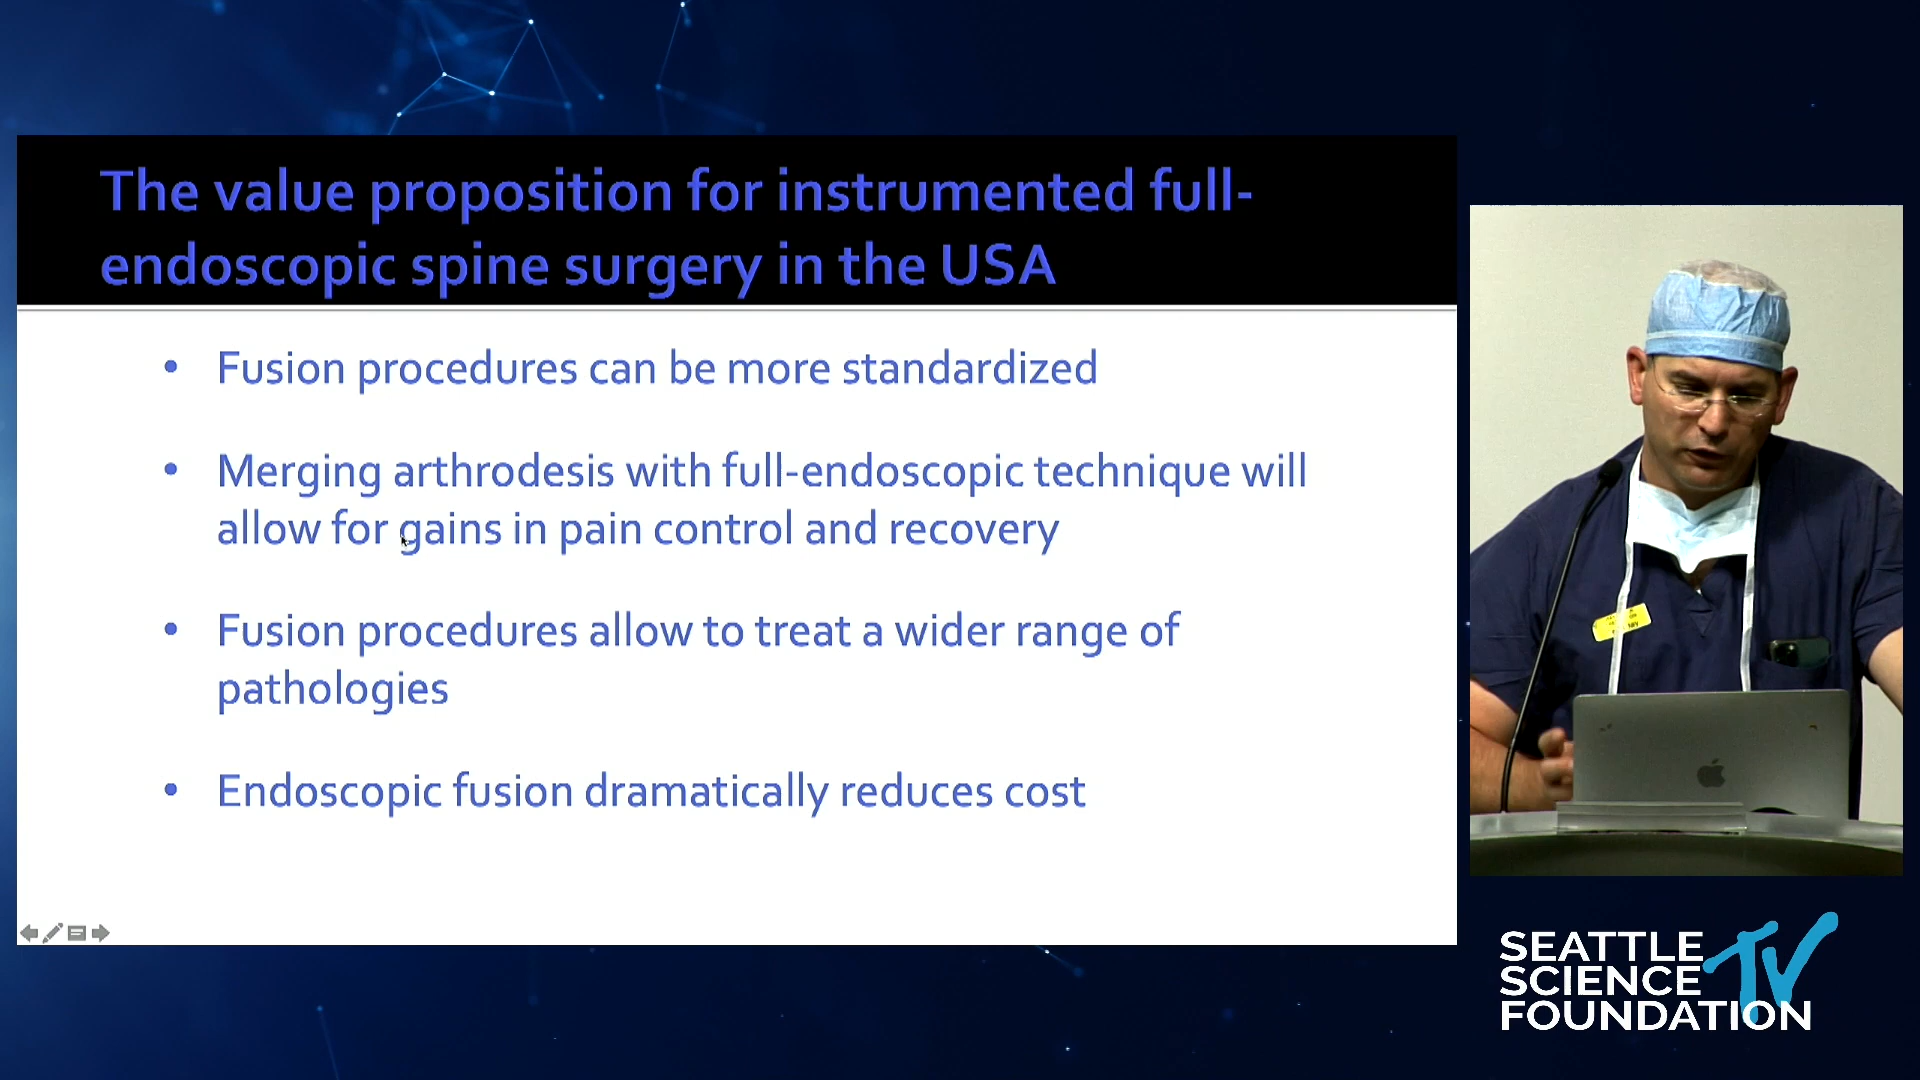 The value proposition for instrumented full-
endoscopic spine surgery in the USA
• Fusion procedures can be more standardized
• Merging arthrodesis with full-endoscopic technique will
allow for gains in pain control and recovery
• Fusion procedures allow to treat a wider range of
pathologies
• Endoscopic fusion dramatically reduces cost
SEATTLE
SCIENCE
FOUNDATION
TV